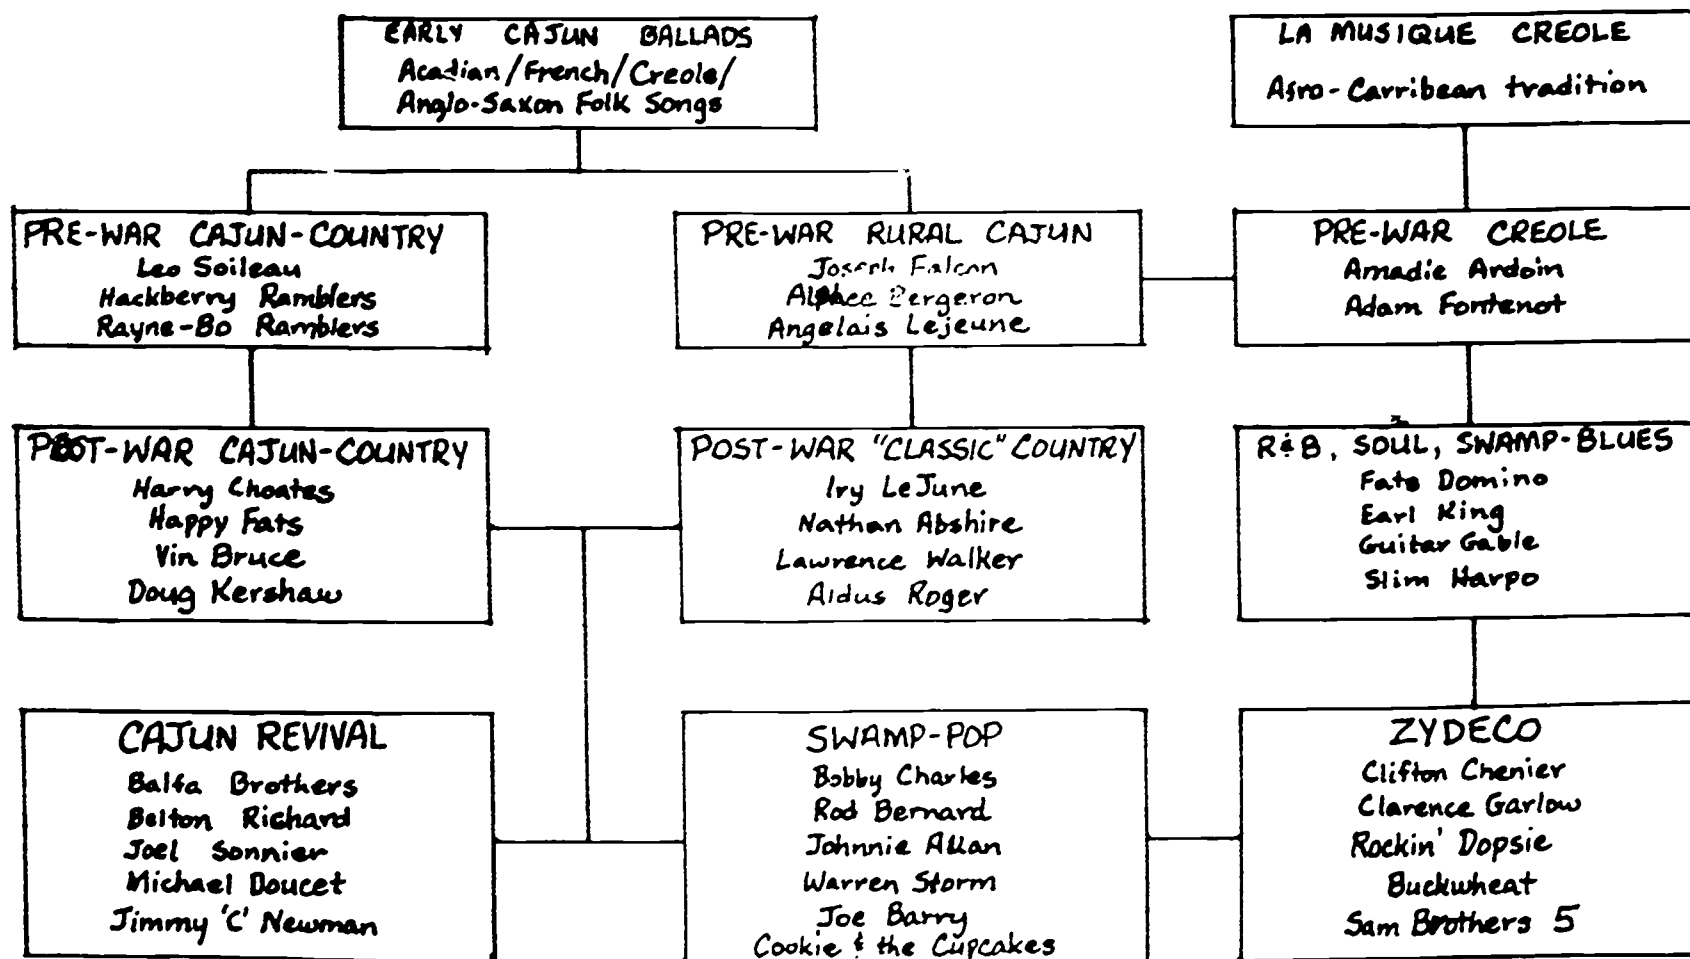 EARLY CAJUN BALLADS
Acadian/French/Creole/
Anglo-Saxon Folk Songs
LA MUSIQUE CREOLE
Afro-Carribean tradition
PRE-WAR CAJUN-COUNTRY
Leo Soileau
Hackberry Ramblers
Rayne-Bo Ramblers
PRE-WAR RURAL CAJUN
Joseph Falcon
Alphee Bergeron
Angelais Lejeune
PRE-WAR CREOLE
Amadie Ardoin
Adam Fontenot
POST-WAR CAJUN-COUNTRY
Harry Choates
Happy Fats
Vin Bruce
Doug Kershaw
POST-WAR "CLASSIC" COUNTRY
Iry LeJune
Nathan Abshire
Lawrence Walker
Aldus Roger
R&B, SOUL, SWAMP-BLUES
Fats Domino
Earl King
Guitar Gable
Slim Harpo
CAJUN REVIVAL
Balfa Brothers
Belton Richard
Joel Sonnier
Michael Doucet
Jimmy 'C' Newman
SWAMP-POP
Bobby Charles
Rod Bernard
Johnnie Allan
Warren Storm
Joe Barry
Cookie & the Cupcakes
ZYDECO
Clifton Chenier
Clarence Garlow
Rockin' Dopsie
Buckwheat
Sam Brothers 5